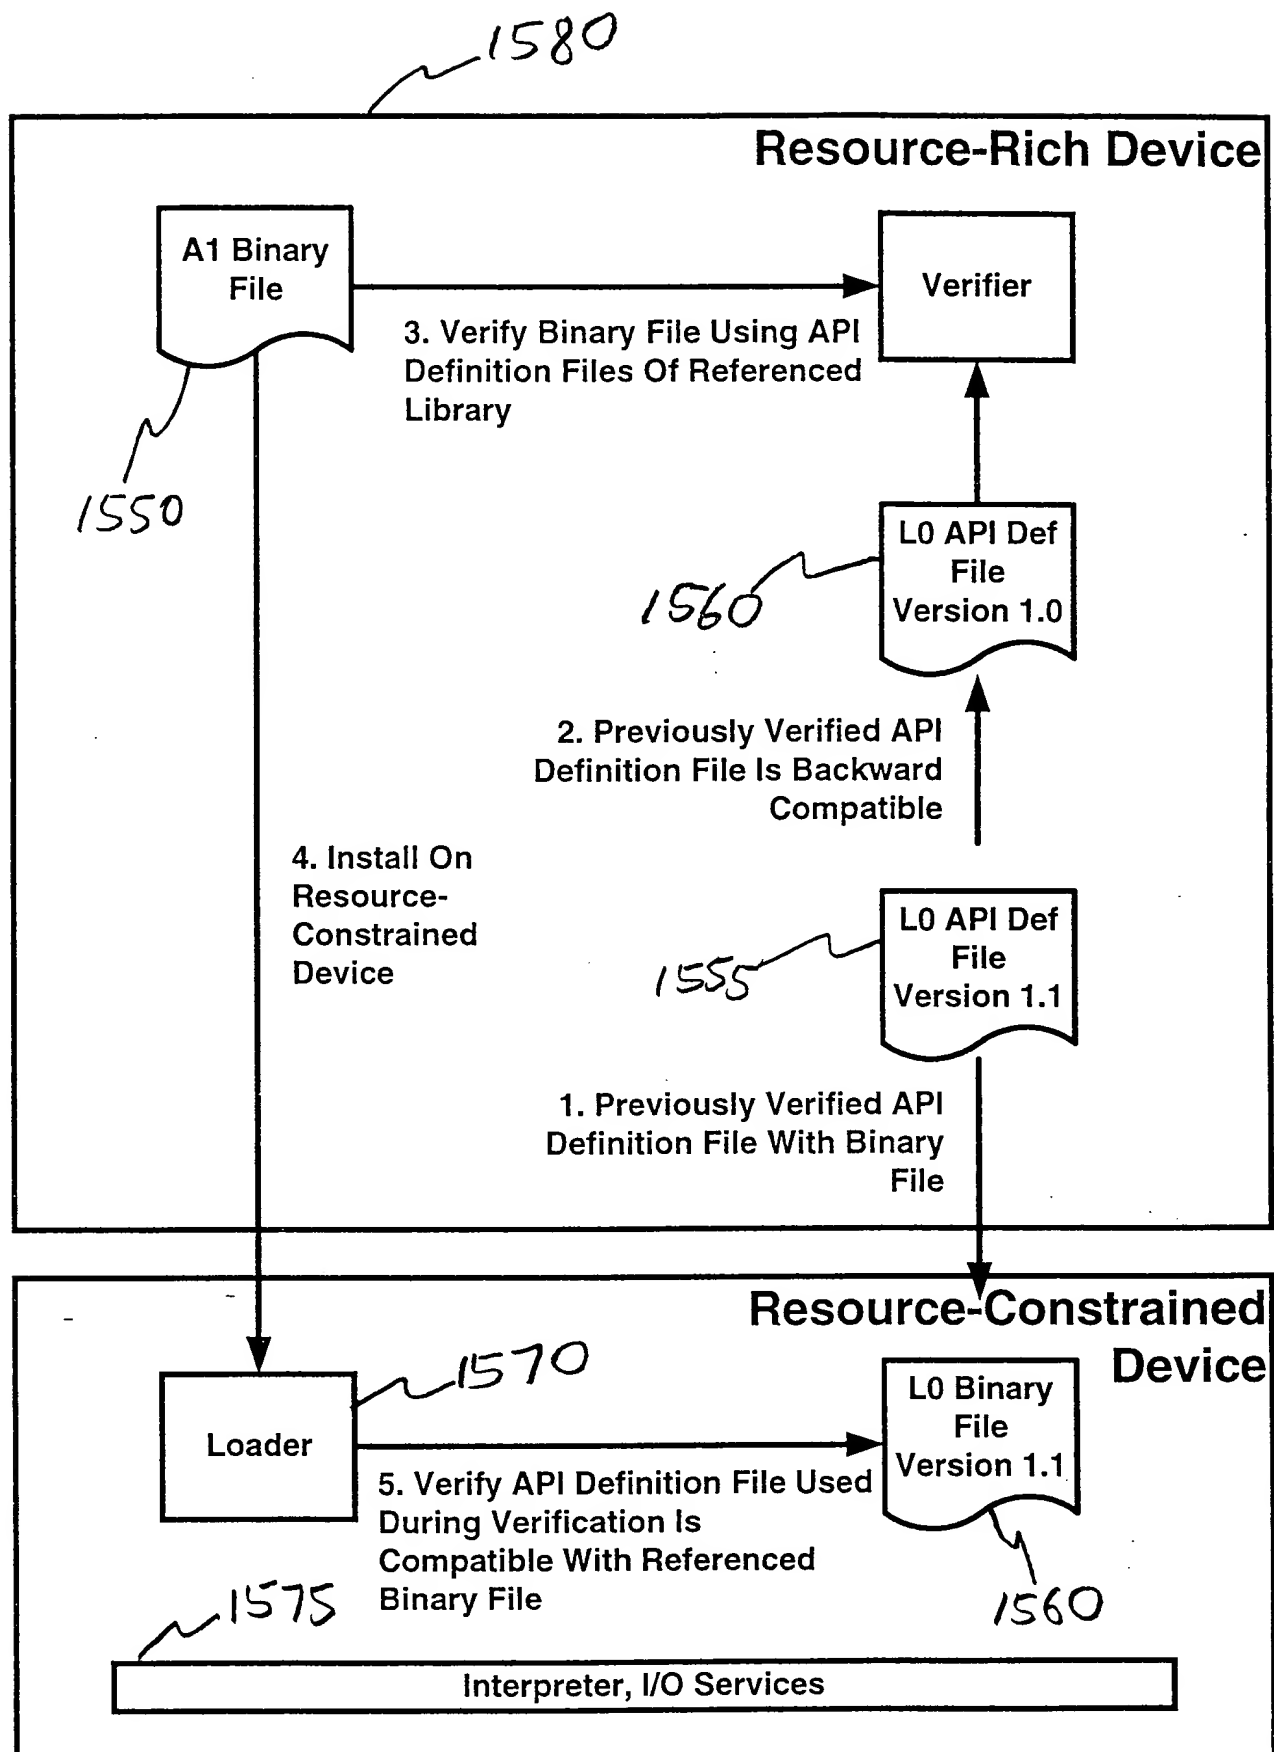 1580
Resource-Rich Device
A1 Binary
File
Verifier
3. Verify Binary File Using API
Definition Files Of Referenced
Library
1550
L0 API Def
File
Version 1.0
1560
2. Previously Verified API
Definition File Is Backward
Compatible
4. Install On
Resource-
Constrained
Device
L0 API Def
File
Version 1.1
1555
1. Previously Verified API
Definition File With Binary
File
Resource-Constrained
Device
1570
Loader
L0 Binary
File
Version 1.1
5. Verify API Definition File Used
During Verification Is
Compatible With Referenced
Binary File
1575
1560
Interpreter, I/O Services